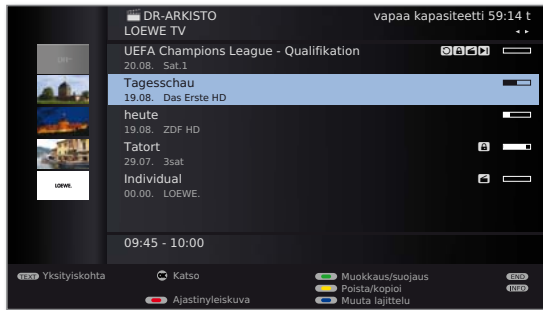 DR-ARKISTO vapaa kapasiteetti 59:14 t
LOEWE TV
UEFA Champions League - Qualifikation
20.08. Sat.1
Tagesschau
19.08. Das Erste HD
heute
19.08. ZDF HD
Tatort
29.07. 3sat
Individual
00.00. LOEWE.
LOEWE.
09:45 - 10:00
TEXT Yksityiskohta OK Katso Muokkaus/suojaus END
Poista/kopioi INFO
Ajastinyleiskuva Muuta lajittelu